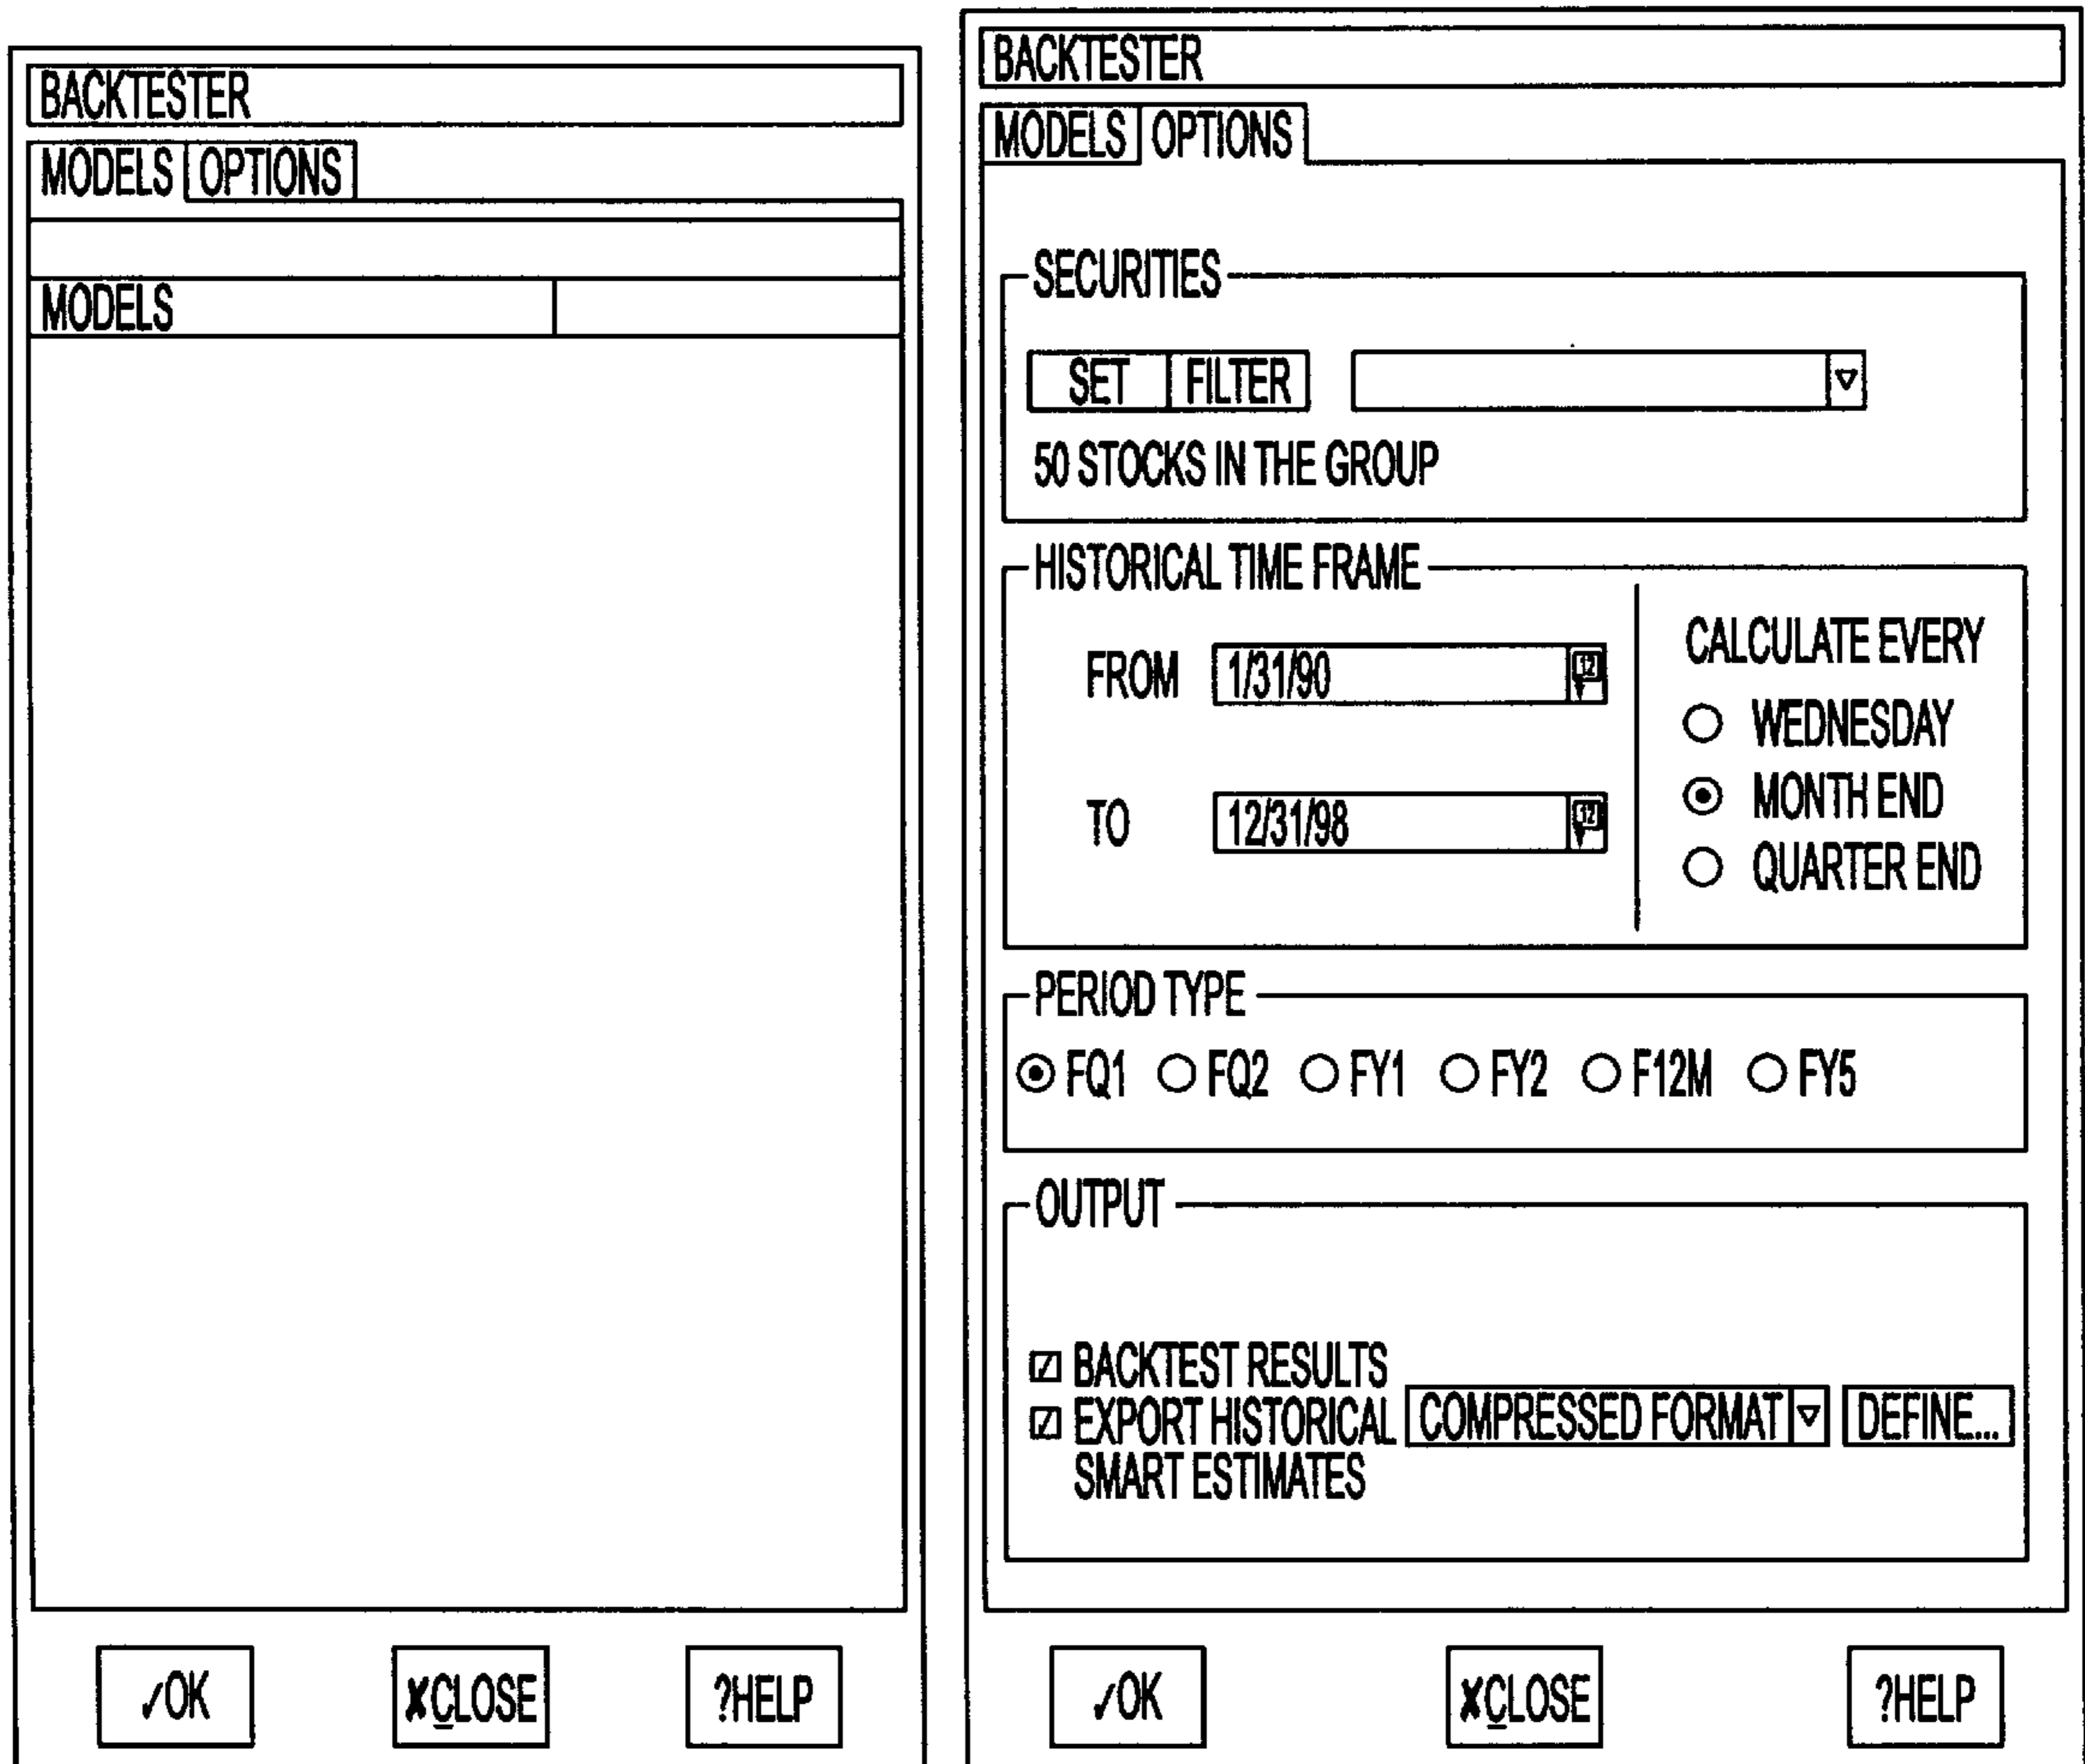 BACKTESTER
MODELS OPTIONS
MODELS
✓OK ✗CLOSE ?HELP
BACKTESTER
MODELS OPTIONS
SECURITIES
SET FILTER
50 STOCKS IN THE GROUP
HISTORICAL TIME FRAME
FROM 1/31/90 12
TO 12/31/98 12
CALCULATE EVERY
WEDNESDAY
MONTH END
QUARTER END
PERIOD TYPE
FQ1 FQ2 FY1 FY2 F12M FY5
OUTPUT
BACKTEST RESULTS
EXPORT HISTORICAL COMPRESSED FORMAT DEFINE...
SMART ESTIMATES
✓OK ✗CLOSE ?HELP